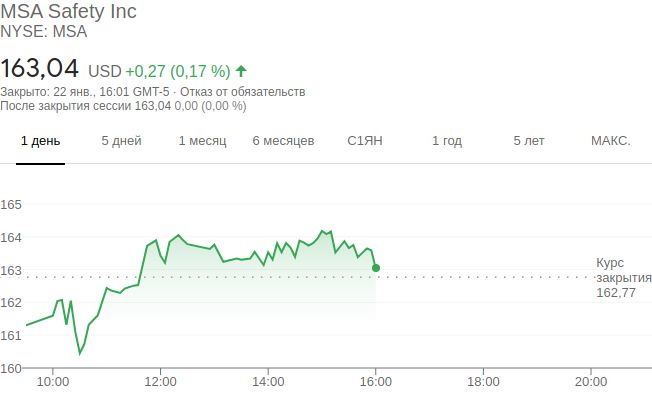 MSA Safety Inc
NYSE: MSA
163,04 USD +0,27 (0,17 %)
Закрыто: 22 янв., 16:01 GMT-5 · Отказ от обязательств
После закрытия сессии 163,04 0,00 (0,00 %)
1 день 5 дней 1 месяц 6 месяцев С1ЯН 1 год 5 лет МАКС.
165
164
163
162
161
160
Курс
закрытия
162,77
10:00 12:00 14:00 16:00 18:00 20:00